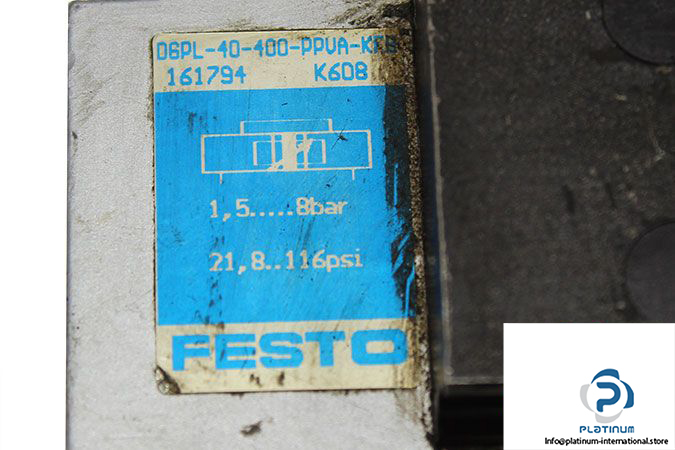 DGPL-40-400-PPVA-KF
161794 K608
1,5.....8bar
21,8..116psi
FESTO
PLATINUM
Info@platinum-international.store